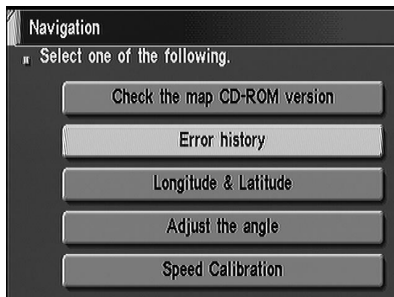 Navigation
Select one of the following.
Check the map CD-ROM version
Error history
Longitude & Latitude
Adjust the angle
Speed Calibration